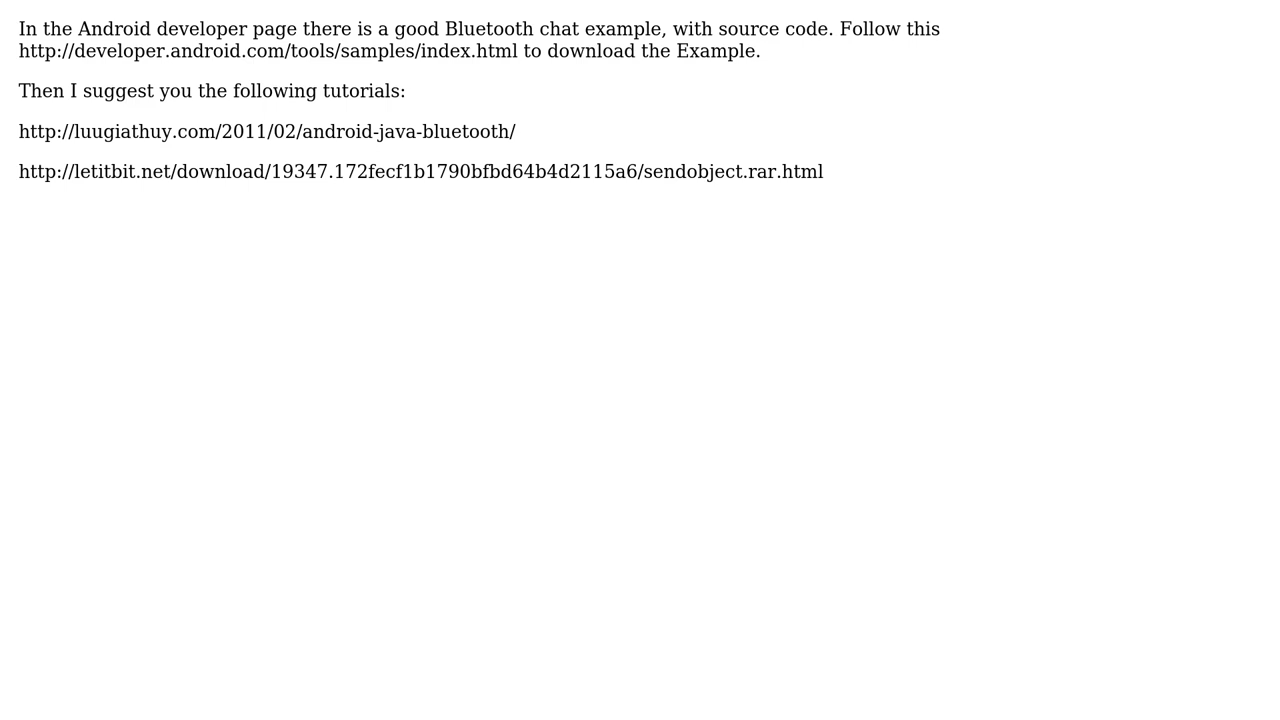 In the Android developer page there is a good Bluetooth chat example, with source code. Follow this
http://developer.android.com/tools/samples/index.html to download the Example.
Then I suggest you the following tutorials:
http://luugiathuy.com/2011/02/android-java-bluetooth/
http://letitbit.net/download/19347.172fecf1b1790bfbd64b4d2115a6/sendobject.rar.html